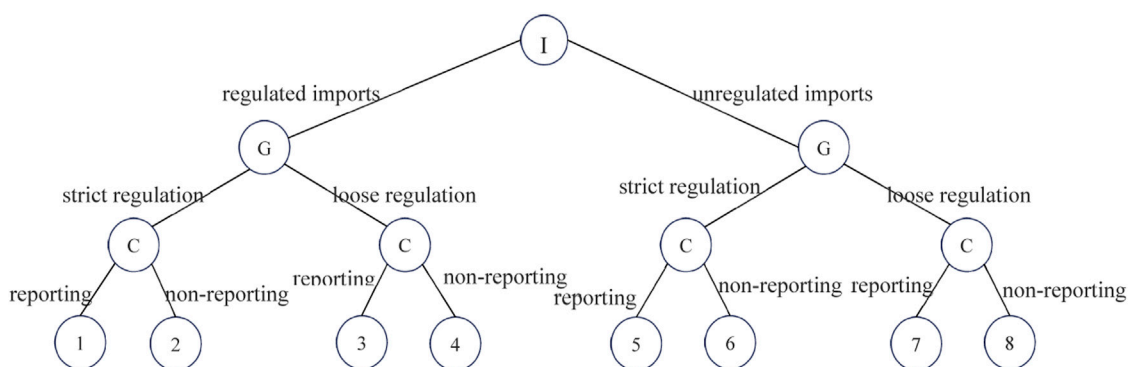 I
regulated imports
unregulated imports
G
G
strict regulation
loose regulation
strict regulation
loose regulation
C
C
C
C
reporting
non-reporting
reporting
non-reporting
reporting
non-reporting
reporting
non-reporting
1
2
3
4
5
6
7
8